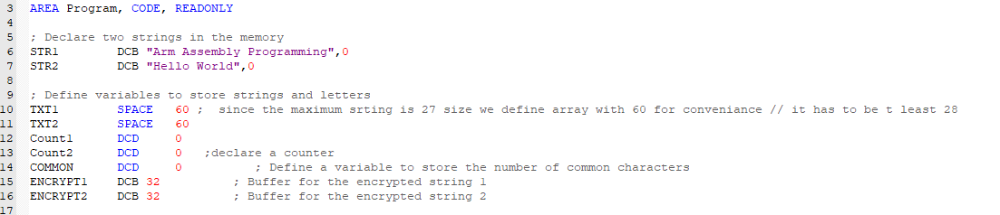 3 AREA Program, CODE, READONLY
4
5 ; Declare two strings in the memory
6 STR1 DCB "Arm Assembly Programming",0
7 STR2 DCB "Hello World",0
8
9 ; Define variables to store strings and letters
10 TXT1 SPACE 60 ; since the maximum srting is 27 size we define array with 60 for conveniance // it has to be t least 28
11 TXT2 SPACE 60
12 Count1 DCD 0
13 Count2 DCD 0 ;declare a counter
14 COMMON DCD 0 ; Define a variable to store the number of common characters
15 ENCRYPT1 DCB 32 ; Buffer for the encrypted string 1
16 ENCRYPT2 DCB 32 ; Buffer for the encrypted string 2
17